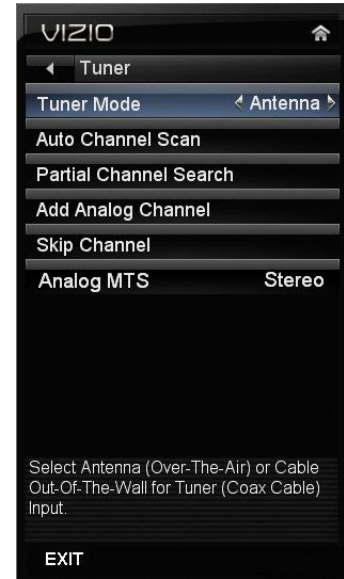 VIZIO
Tuner
Tuner Mode Antenna
Auto Channel Scan
Partial Channel Search
Add Analog Channel
Skip Channel
Analog MTS Stereo
Select Antenna (Over-The-Air) or Cable
Out-Of-The-Wall for Tuner (Coax Cable)
Input.
EXIT